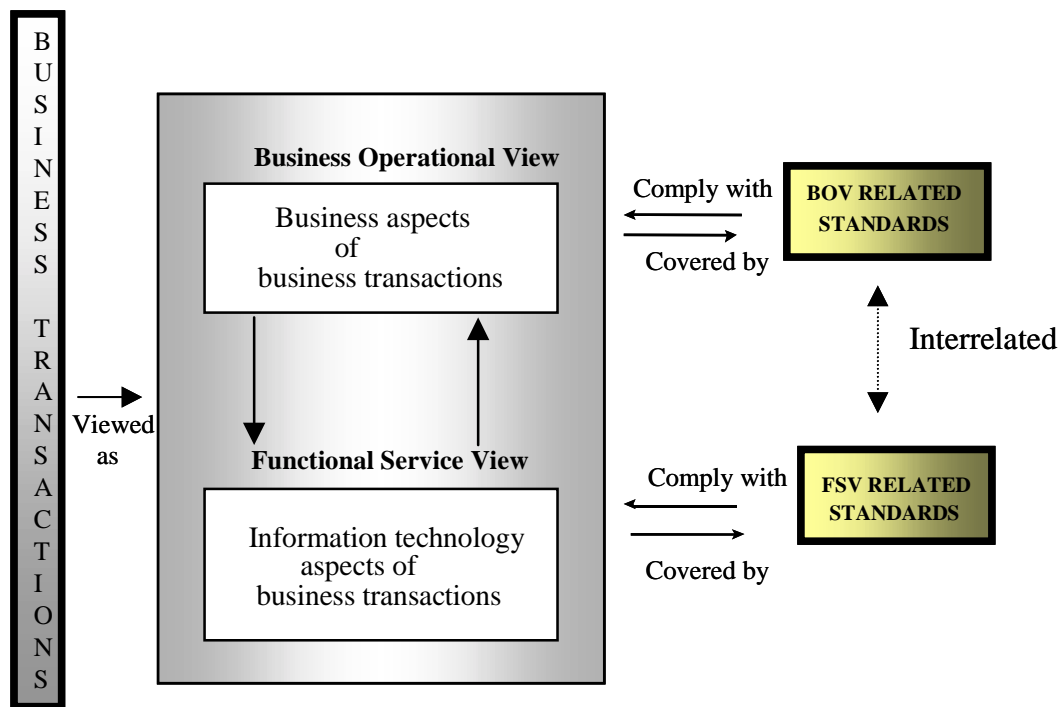 BUSINESS TRANSACTIONS
Viewed
as
Business Operational View
Business aspects
of
business transactions
Functional Service View
Information technology
aspects of
business transactions
Comply with
Covered by
BOV RELATED
STANDARDS
Interrelated
Comply with
Covered by
FSV RELATED
STANDARDS